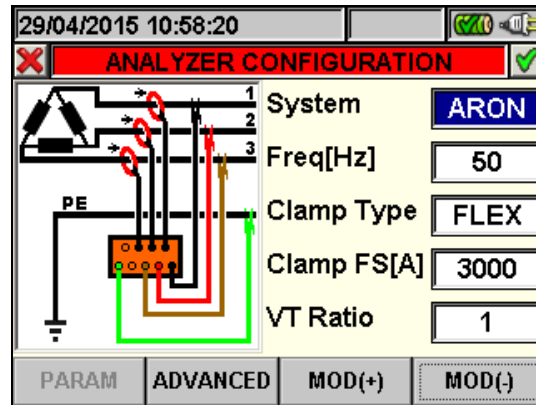 29/04/2015 10:58:20
ANALYZER CONFIGURATION
1
2
3
PE
System ARON
Freq[Hz] 50
Clamp Type FLEX
Clamp FS[A] 3000
VT Ratio 1
PARAM ADVANCED MOD(+) MOD(-)